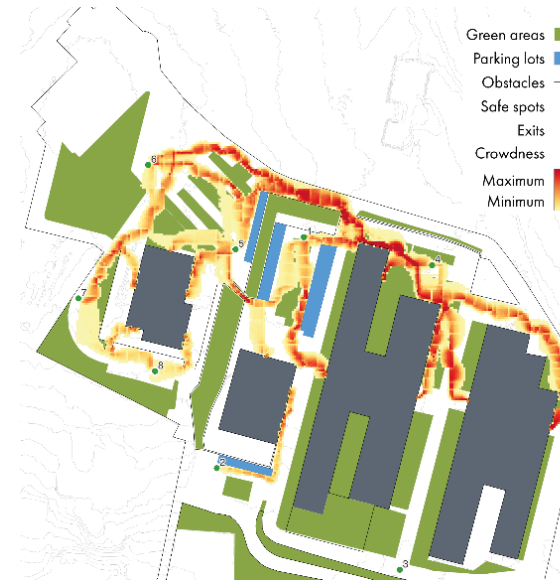 Green areas
Parking lots
Obstacles
Safe spots
Exits
Crowdness
Maximum
Minimum
6
1
5
4
7
8
2
3